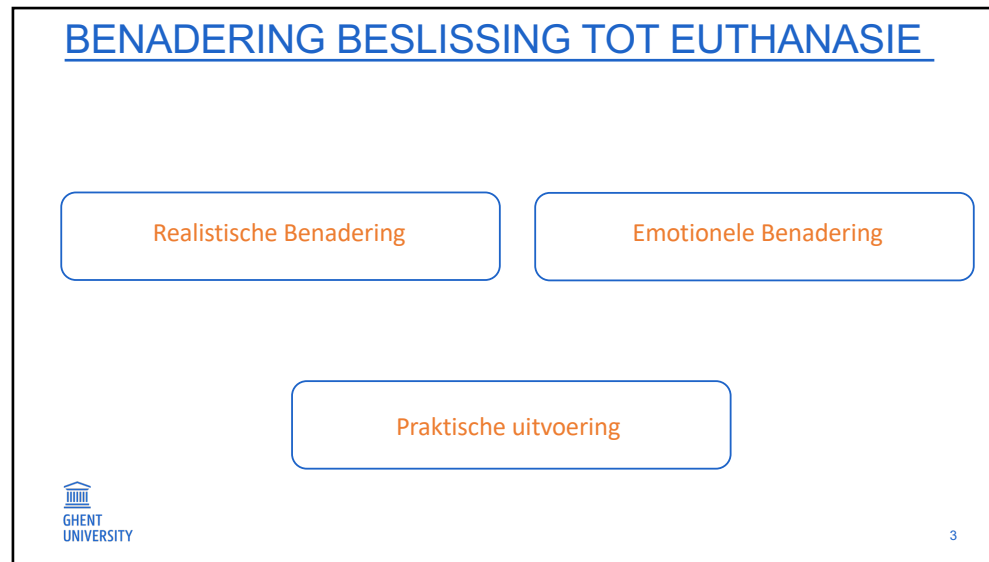 BENADERING BESLISSING TOT EUTHANASIE
Realistische Benadering
Emotionele Benadering
Praktische uitvoering
GHENT
UNIVERSITY
3